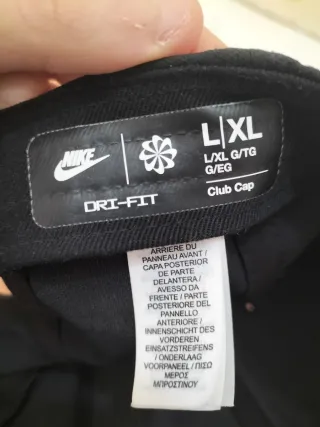 NIKE
DRI-FIT
L|XL
L/XL G/TG
G/EG
Club Cap
ARRIÈRE DU
PANNEAU AVANT /
CAPA POSTERIOR
DE PARTE
DELANTERA /
AVESSO DA
FRENTE / PARTE
POSTERIORE DEL
PANNELLO
ANTERIORE /
INNENSCHICHT DES
VORDEREN
EINSATZSTREIFENS
/ ONDERLAAG
VOORPANEEL / ΠΙΣΩ
ΜΕΡΟΣ
ΜΠΡΟΣΤΙΝΟΥ